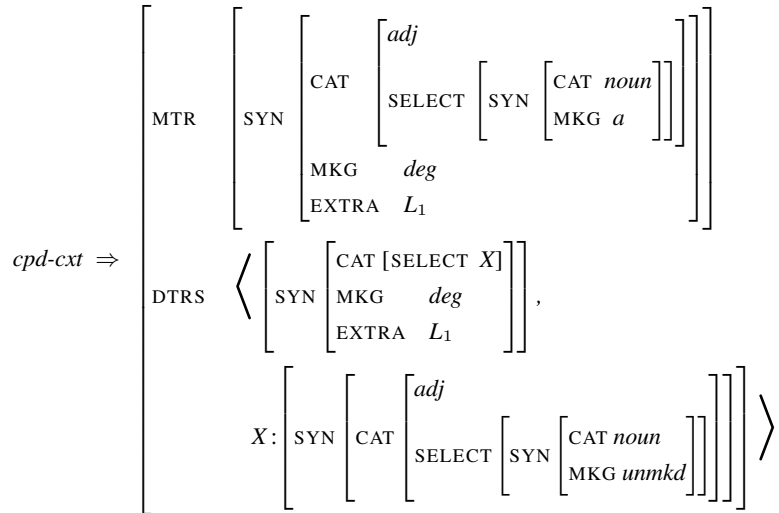 adj
CAT
SELECT [SYN [CAT noun
MKG a]]
MTR [SYN
MKG deg
EXTRA L₁
cpd-cxt ⇒
CAT [SELECT X]
DTRS ⟨ [SYN MKG deg ,
EXTRA L₁
adj
X: [SYN [CAT
SELECT [SYN [CAT noun
MKG unmkd]] ⟩